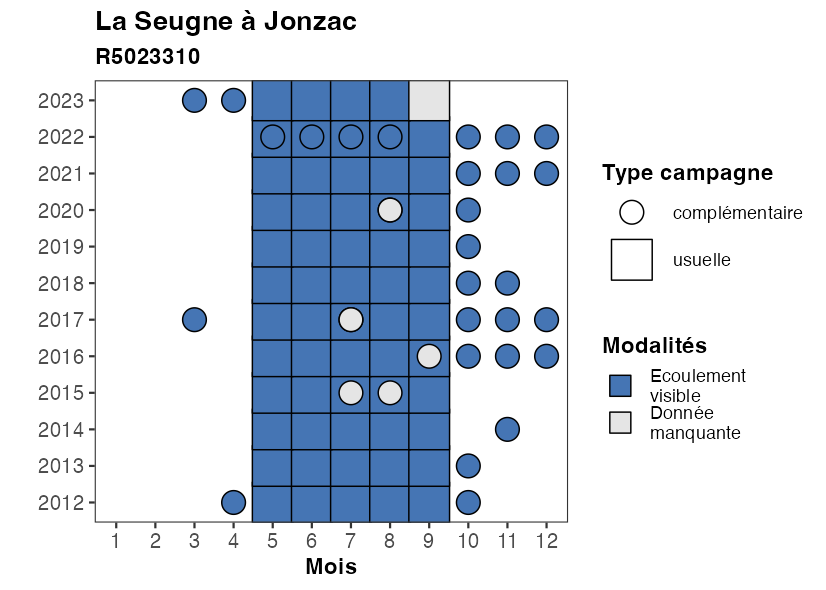 La Seugne à Jonzac
R5023310
2023
2022
2021
2020
2019
2018
2017
2016
2015
2014
2013
2012
1 2 3 4 5 6 7 8 9 10 11 12
Mois
Type campagne
complémentaire
usuelle
Modalités
Ecoulement
visible
Donnée
manquante